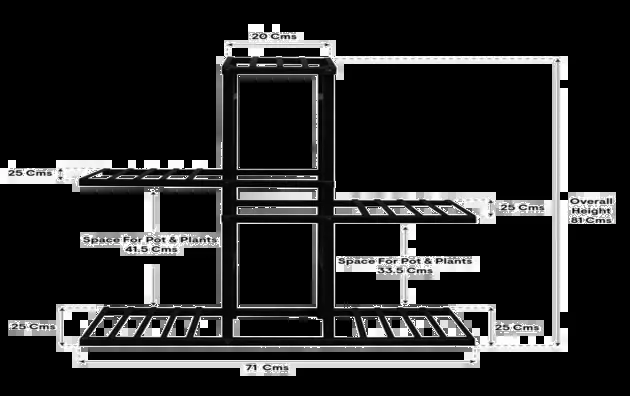 20 Cms
25 Cms
Space For Pot & Plants
41.5 Cms
25 Cms
Overall
Height
81 Cms
Space For Pot & Plants
33.5 Cms
25 Cms
25 Cms
71 Cms